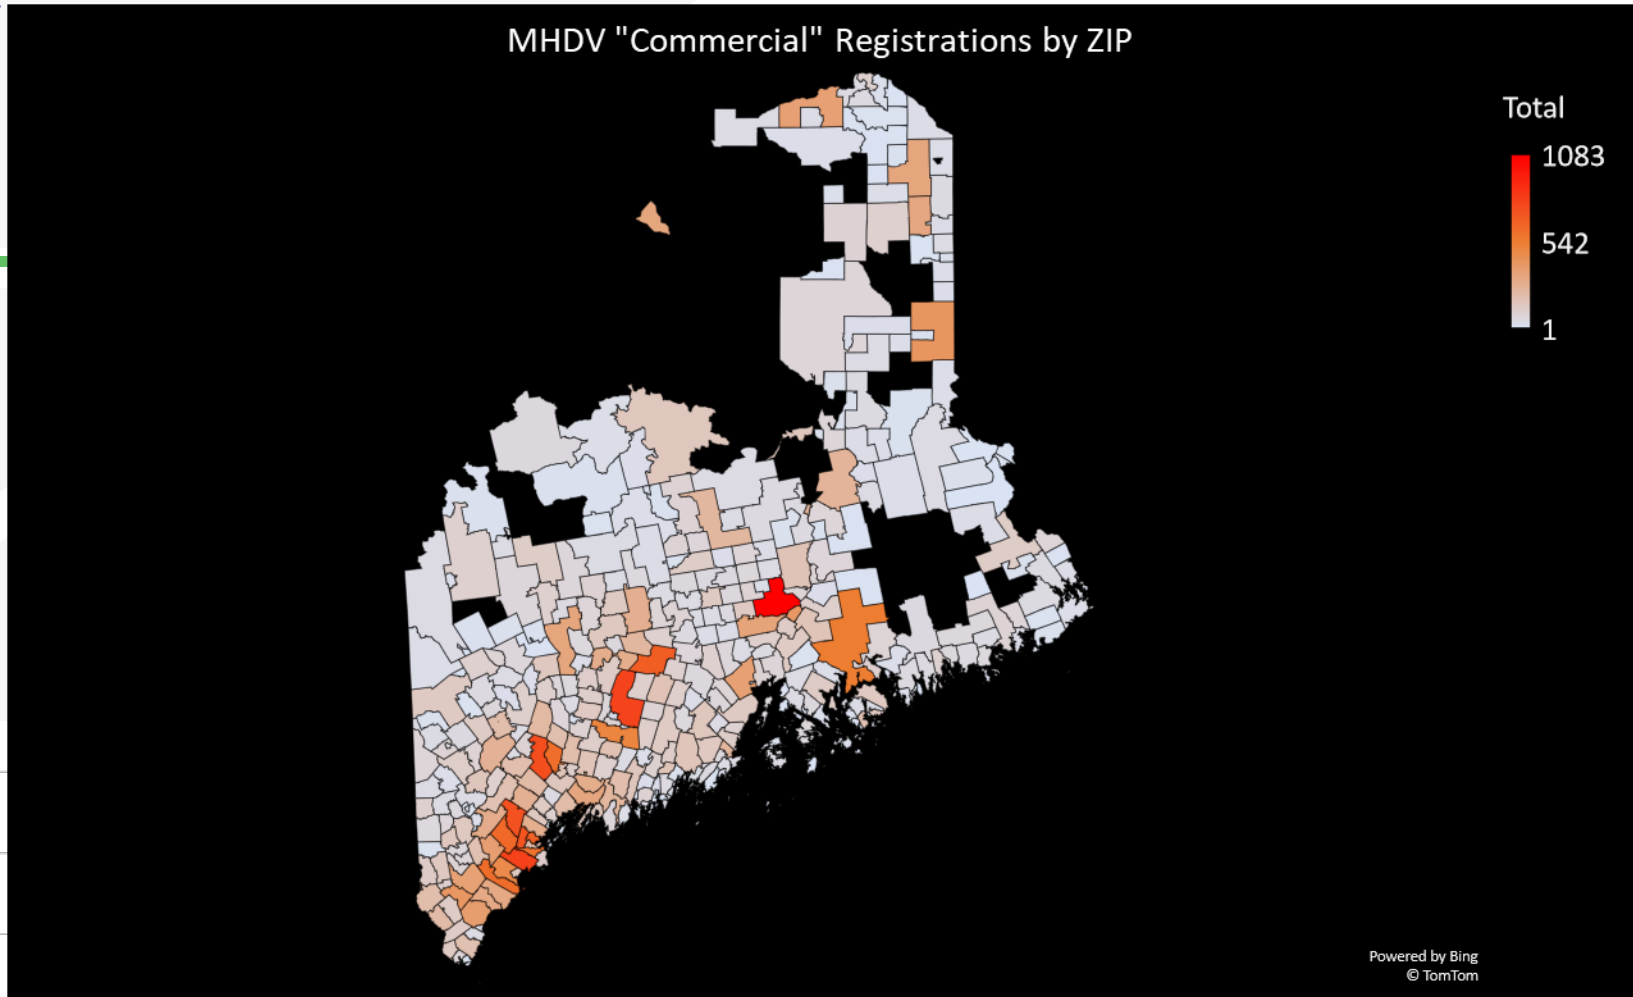 MHDV "Commercial" Registrations by ZIP
Total
1083
542
1
Powered by Bing
© TomTom